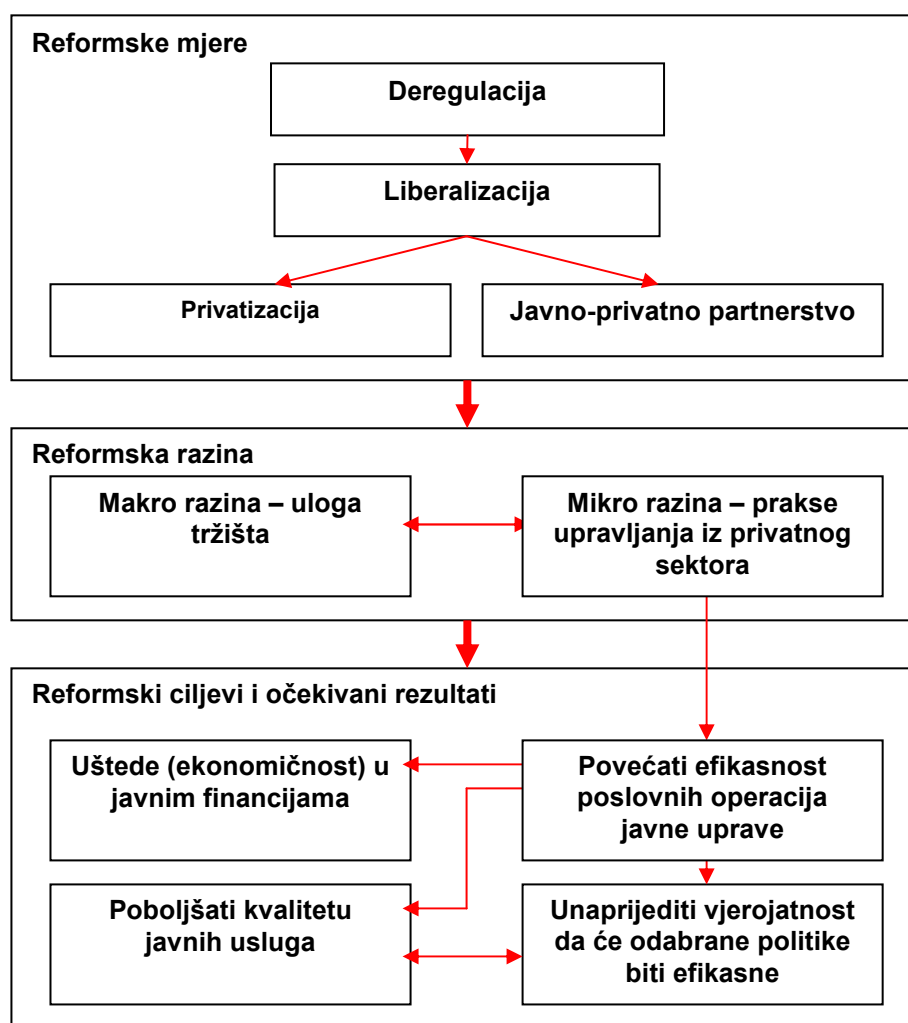 Reformske mjere
Deregulacija
Liberalizacija
Privatizacija
Javno-privatno partnerstvo
Reformska razina
Makro razina – uloga
tržišta
Mikro razina – prakse
upravljanja iz privatnog
sektora
Reformski ciljevi i očekivani rezultati
Uštede (ekonomičnost) u
javnim financijama
Povećati efikasnost
poslovnih operacija
javne uprave
Poboljšati kvalitetu
javnih usluga
Unaprijediti vjerojatnost
da će odabrane politike
biti efikasne